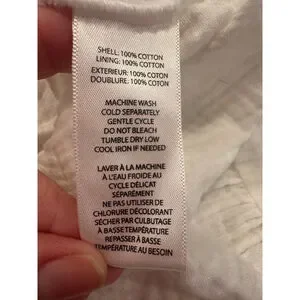 SHELL: 100% COTTON
LINING: 100% COTTON
EXTERIEUR: 100% COTON
DOUBLURE: 100% COTON
MACHINE WASH
COLD SEPARATELY
GENTLE CYCLE
DO NOT BLEACH
TUMBLE DRY LOW
COOL IRON IF NEEDED
LAVER À LA MACHINE
À L'EAU FROIDE AU
CYCLE DÉLICAT
SÉPARÉMENT
NE PAS UTILISER DE
CHLORURE DÉCOLORANT
SÉCHER PAR CULBUTAGE
À BASSE TEMPÉRATURE
REPASSER À BASSE
TEMPÉRATURE AU BESOIN